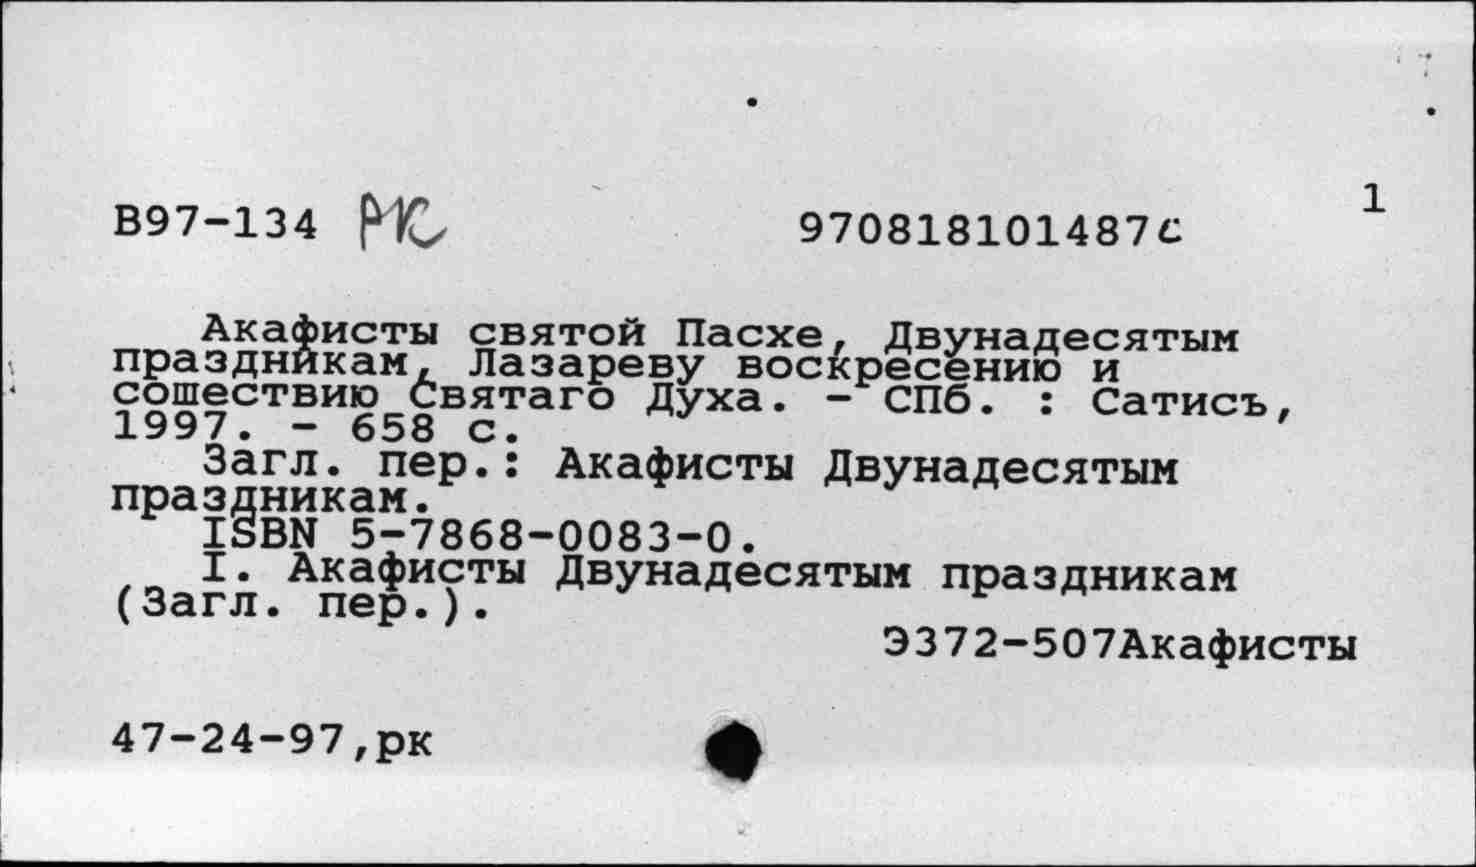 1
В97-134 РЖ 970818101487с
Акафисты святой Пасхе, Двунадесятым
праздникам, Лазареву воскресению и
сошествию Святаго Духа. - СПб. : Сатисъ,
1997. - 658 с.
Загл. пер.: Акафисты Двунадесятым
праздникам.
ISBN 5-7868-0083-0.
I. Акафисты Двунадесятым праздникам
(Загл. пер.).
Э372-507Акафисты
47-24-97,рк